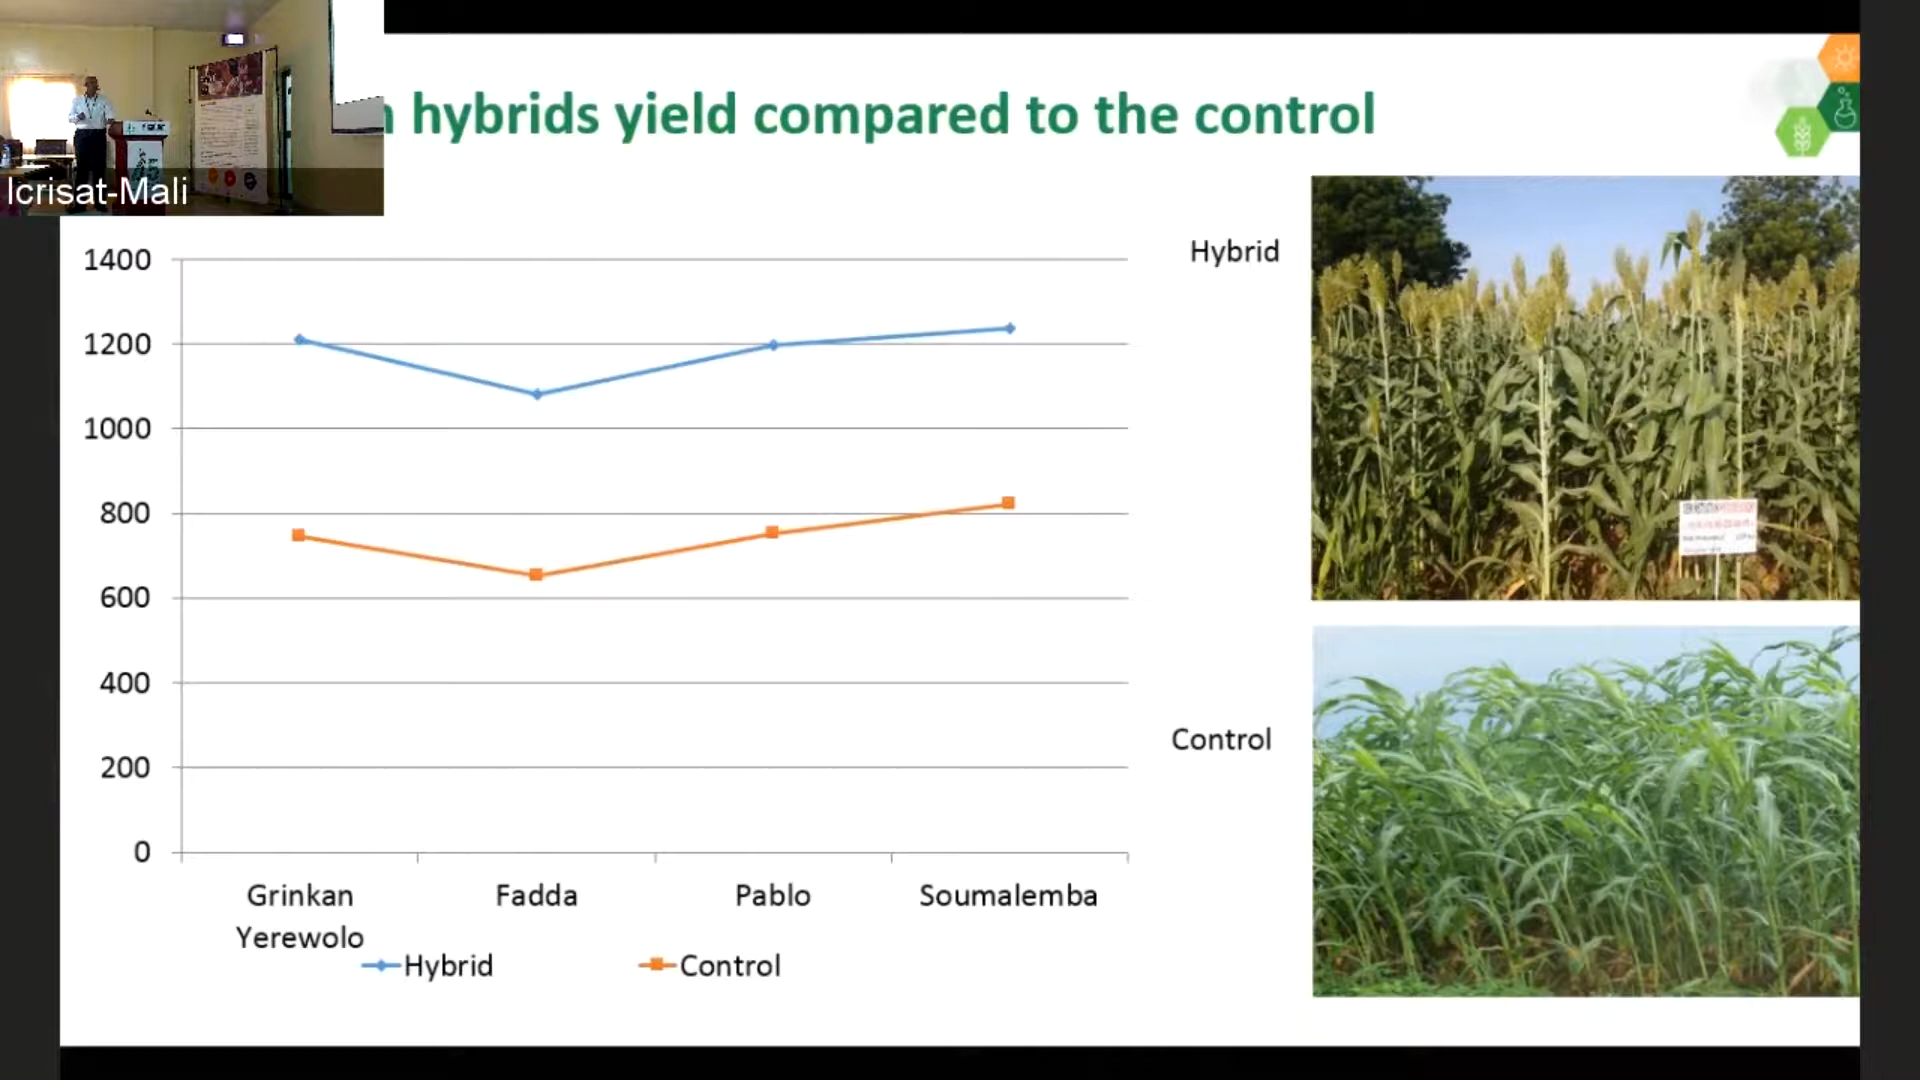 hybrids yield compared to the control
Icrisat-Mali
Hybrid
1400
1200
1000
800
600
400
200
0
Grinkan
Yerewolo
Fadda
Pablo
Soumalemba
Hybrid
Control
Control